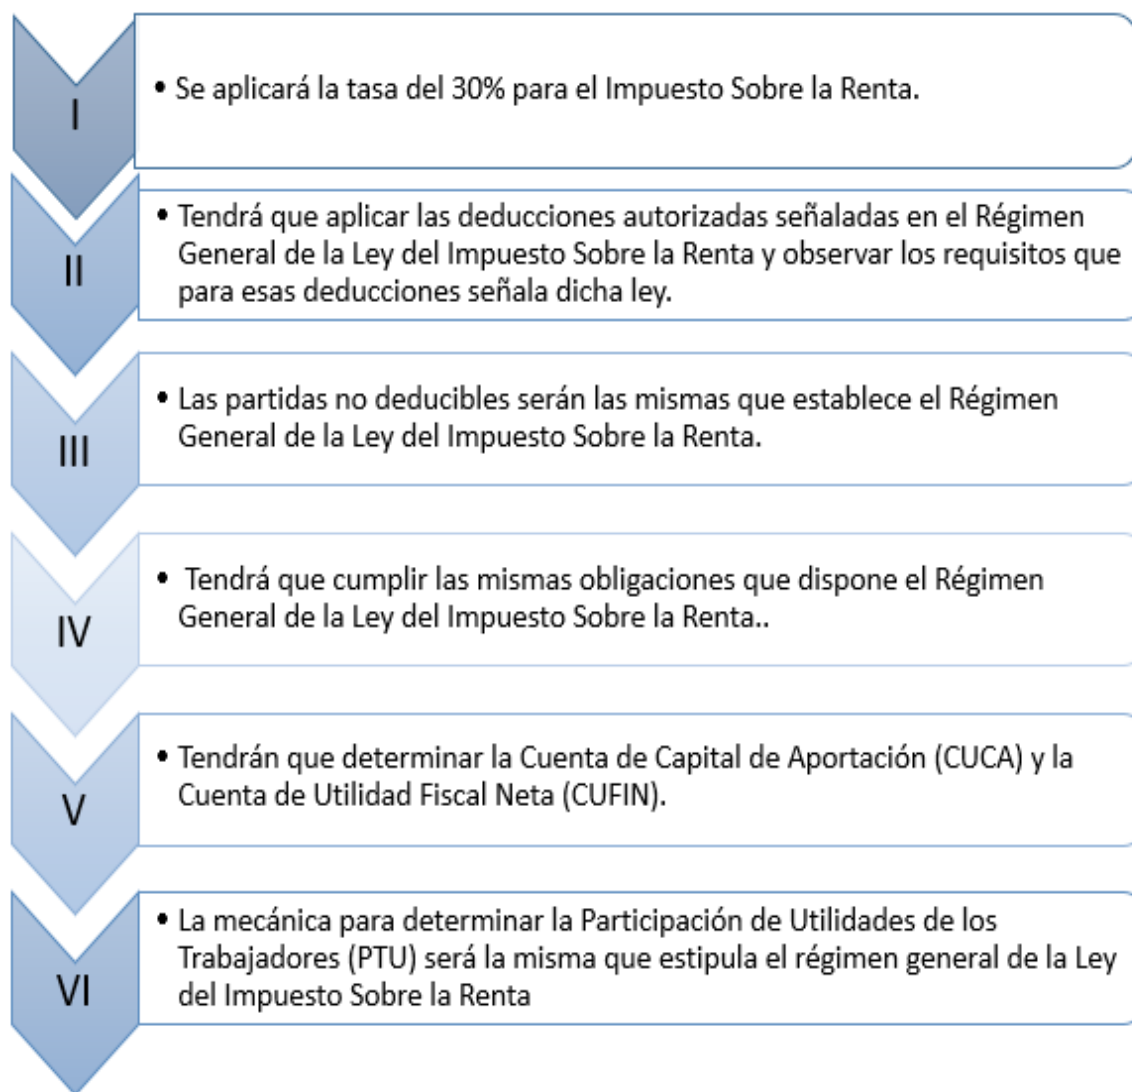 I
• Se aplicará la tasa del 30% para el Impuesto Sobre la Renta.
II
• Tendrá que aplicar las deducciones autorizadas señaladas en el Régimen
General de la Ley del Impuesto Sobre la Renta y observar los requisitos que
para esas deducciones señala dicha ley.
III
• Las partidas no deducibles serán las mismas que establece el Régimen
General de la Ley del Impuesto Sobre la Renta.
IV
• Tendrá que cumplir las mismas obligaciones que dispone el Régimen
General de la Ley del Impuesto Sobre la Renta..
V
• Tendrán que determinar la Cuenta de Capital de Aportación (CUCA) y la
Cuenta de Utilidad Fiscal Neta (CUFIN).
VI
• La mecánica para determinar la Participación de Utilidades de los
Trabajadores (PTU) será la misma que estipula el régimen general de la Ley
del Impuesto Sobre la Renta